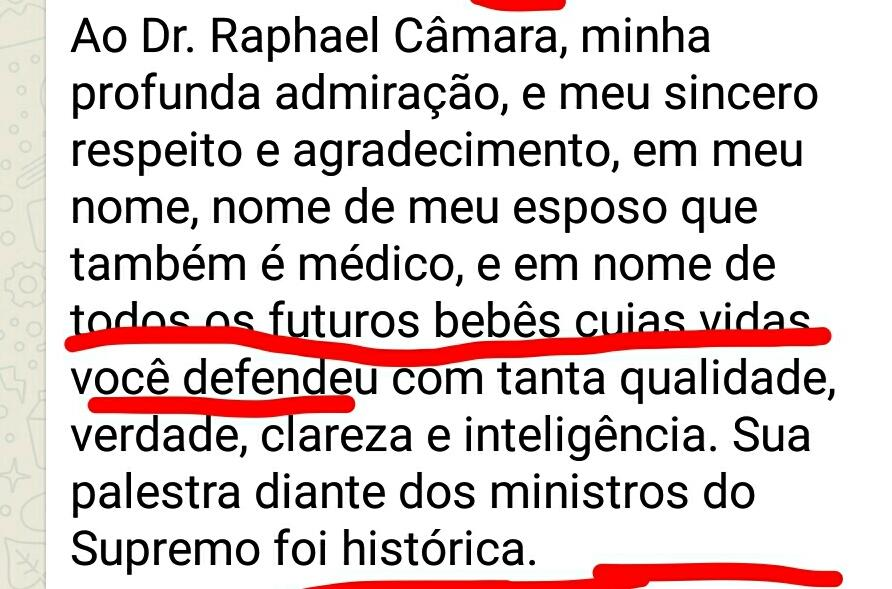 Ao Dr. Raphael Câmara, minha
profunda admiração, e meu sincero
respeito e agradecimento, em meu
nome, nome de meu esposo que
também é médico, e em nome de
todos os futuros bebês cujas vidas
você defendeu com tanta qualidade,
verdade, clareza e inteligência. Sua
palestra diante dos ministros do
Supremo foi histórica.